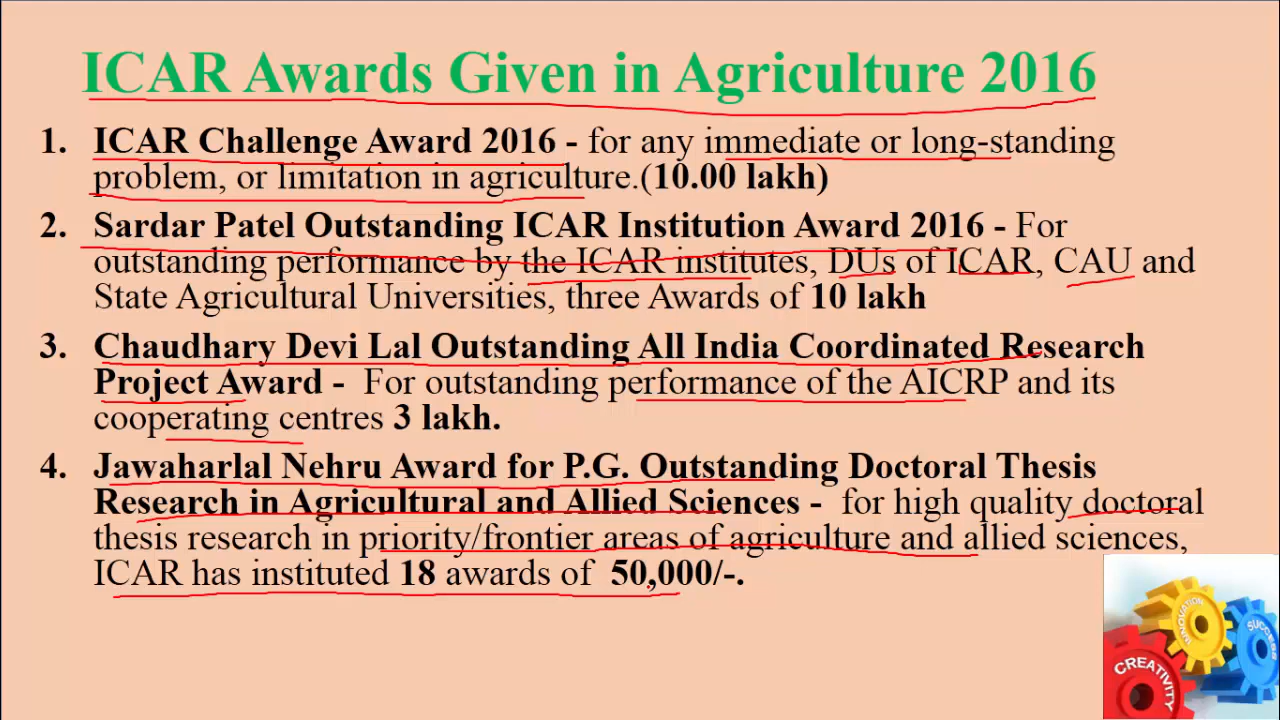 ICAR Awards Given in Agriculture 2016
1. ICAR Challenge Award 2016 - for any immediate or long-standing
problem, or limitation in agriculture.(10.00 lakh)
2. Sardar Patel Outstanding ICAR Institution Award 2016 - For
outstanding performance by the ICAR institutes, DUs of ICAR, CAU and
State Agricultural Universities, three Awards of 10 lakh
3. Chaudhary Devi Lal Outstanding All India Coordinated Research
Project Award - For outstanding performance of the AICRP and its
cooperating centres 3 lakh.
4. Jawaharlal Nehru Award for P.G. Outstanding Doctoral Thesis
Research in Agricultural and Allied Sciences - for high quality doctoral
thesis research in priority/frontier areas of agriculture and allied sciences,
ICAR has instituted 18 awards of 50,000/-.
INNOVATION
SUCCESS
CREATIVITY